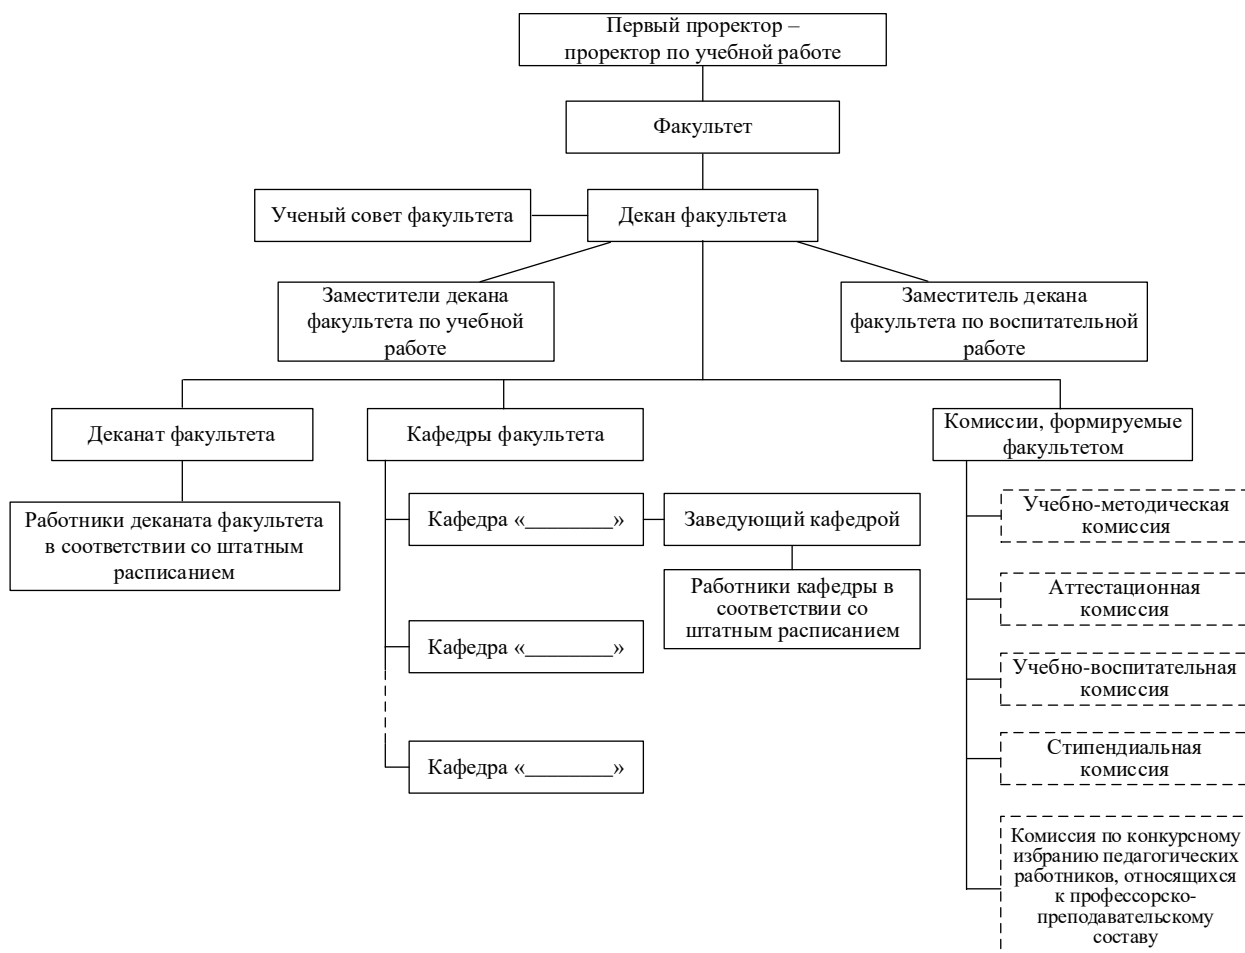 Первый проректор –
проректор по учебной работе
Факультет
Ученый совет факультета
Декан факультета
Заместители декана
факультета по учебной
работе
Заместитель декана
факультета по воспитательной
работе
Деканат факультета
Кафедры факультета
Комиссии, формируемые
факультетом
Работники деканата факультета
в соответствии со штатным
расписанием
Кафедра «________»
Заведующий кафедрой
Работники кафедры в
соответствии со
штатным расписанием
Кафедра «________»
Кафедра «________»
Учебно-методическая
комиссия
Аттестационная
комиссия
Учебно-воспитательная
комиссия
Стипендиальная
комиссия
Комиссия по конкурсному
избранию педагогических
работников, относящихся
к профессорско-
преподавательскому
составу